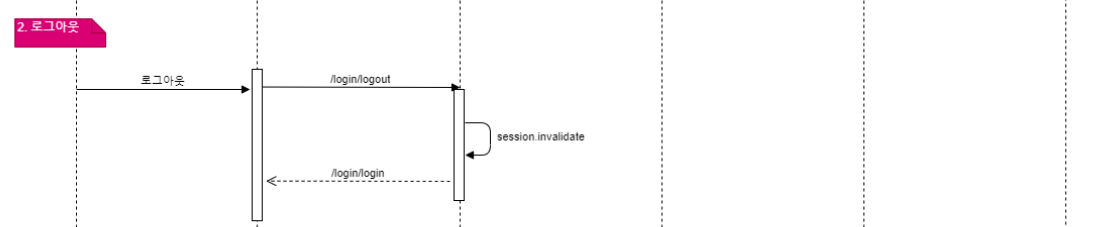 2. 로그아웃
로그아웃
/login/logout
session.invalidate
/login/login